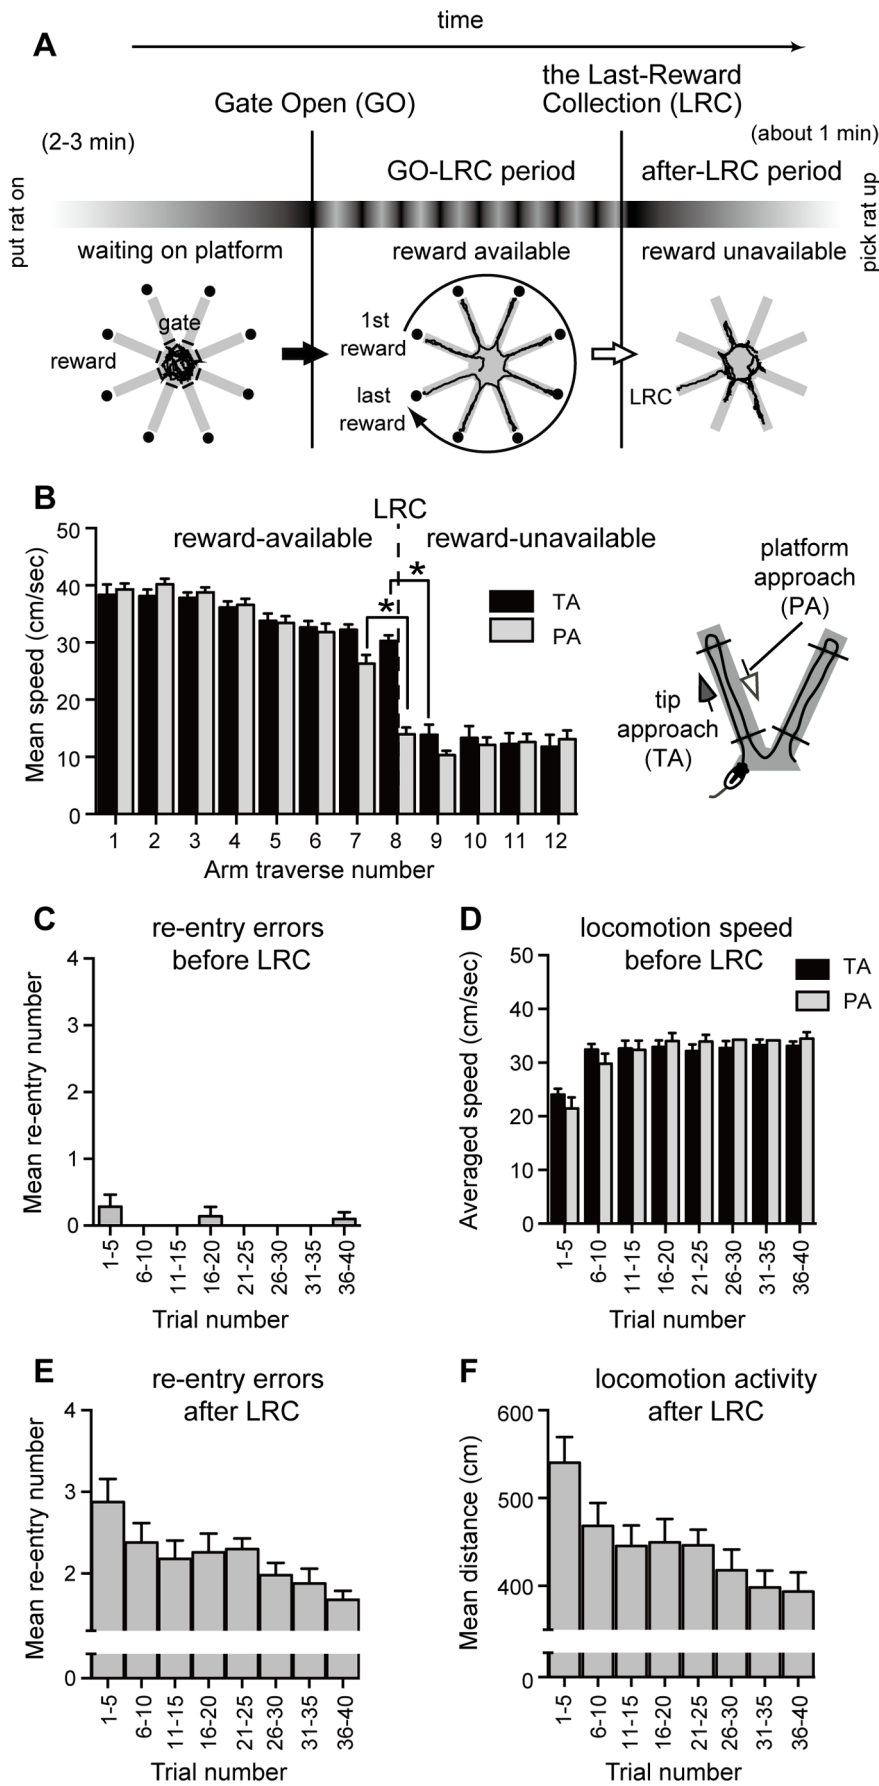 A
time
Gate Open (GO)
the Last-Reward
Collection (LRC)
(2-3 min)
(about 1 min)
GO-LRC period
after-LRC period
put rat on
pick rat up
waiting on platform
reward available
reward unavailable
gate
reward
1st
reward
last
reward
LRC
B
LRC
reward-available
reward-unavailable
Mean speed (cm/sec)
50
40
30
20
10
0
*
*
TA
PA
1 2 3 4 5 6 7 8 9 10 11 12
Arm traverse number
platform
approach
(PA)
tip
approach
(TA)
C
re-entry errors
before LRC
Mean re-entry number
4
3
2
1
0
1-5 6-10 11-15 16-20 21-25 26-30 31-35 36-40
Trial number
D
locomotion speed
before LRC
TA
PA
Averaged speed (cm/sec)
50
40
30
20
10
0
1-5 6-10 11-15 16-20 21-25 26-30 31-35 36-40
Trial number
E
re-entry errors
after LRC
Mean re-entry number
4
3
2
0
1-5 6-10 11-15 16-20 21-25 26-30 31-35 36-40
Trial number
F
locomotion activity
after LRC
Mean distance (cm)
600
500
400
0
1-5 6-10 11-15 16-20 21-25 26-30 31-35 36-40
Trial number